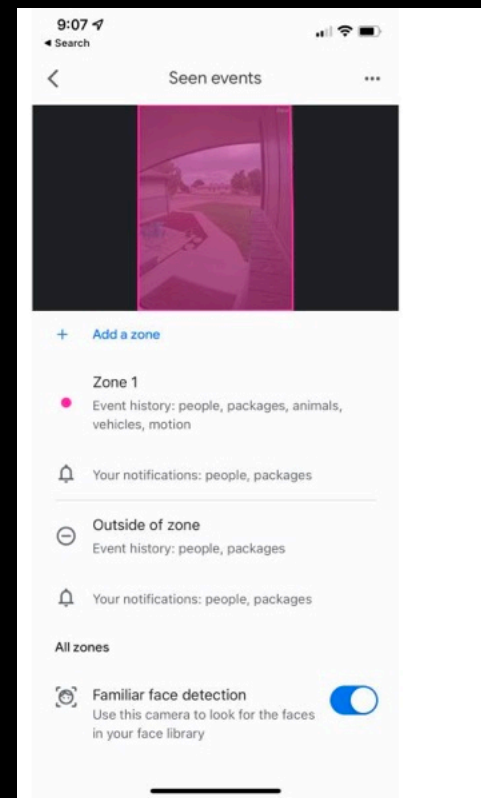 9:07
◂ Search
Seen events
+ Add a zone
Zone 1
Event history: people, packages, animals,
vehicles, motion
Your notifications: people, packages
Outside of zone
Event history: people, packages
Your notifications: people, packages
All zones
Familiar face detection
Use this camera to look for the faces
in your face library